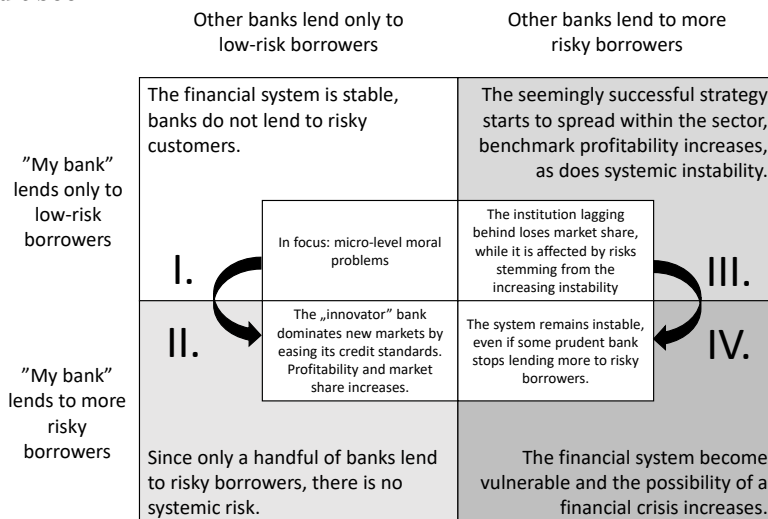 Other banks lend only to
low-risk borrowers
Other banks lend to more
risky borrowers
”My bank”
lends only to
low-risk
borrowers
The financial system is stable,
banks do not lend to risky
customers.
The seemingly successful strategy
starts to spread within the sector,
benchmark profitability increases,
as does systemic instability.
I.
In focus: micro-level moral
problems
The institution lagging
behind loses market share,
while it is affected by risks
stemming from the
increasing instability
III.
”My bank”
lends to more
risky
borrowers
II.
The „innovator” bank
dominates new markets by
easing its credit standards.
Profitability and market
share increases.
The system remains instable,
even if some prudent bank
stops lending more to risky
borrowers.
IV.
Since only a handful of banks lend
to risky borrowers, there is no
systemic risk.
The financial system become
vulnerable and the possibility of a
financial crisis increases.